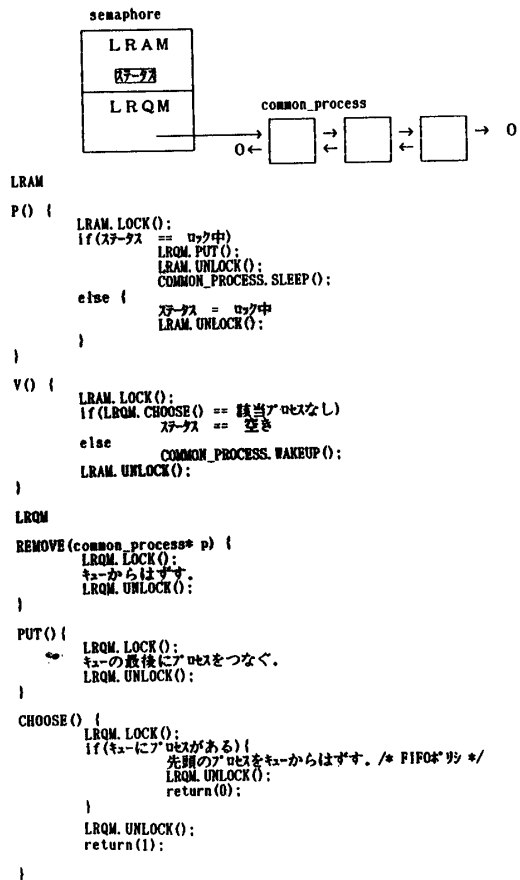 semaphore
LRAM
ステータス
LRQM
common_process
0← → ← → ← → 0
LRAM
P() {
LRAM.LOCK();
if(ステータス == ロック中)
LRQM.PUT();
LRAM.UNLOCK();
COMMON_PROCESS.SLEEP();
else {
ステータス = ロック中
LRAM.UNLOCK();
}
}
V() {
LRAM.LOCK();
if(LRQM.CHOOSE() == 該当プロセスなし)
ステータス == 空き
else
COMMON_PROCESS.WAKEUP();
LRAM.UNLOCK();
}
LRQM
REMOVE(common_process* p) {
LRQM.LOCK();
キューからはずす。
LRQM.UNLOCK();
}
PUT(){
LRQM.LOCK();
キューの最後にプロセスをつなぐ。
LRQM.UNLOCK();
}
CHOOSE() {
LRQM.LOCK();
if(キューにプロセスがある){
先頭のプロセスをキューからはずす。/* FIFOポリシ */
LRQM.UNLOCK();
return(0);
}
LRQM.UNLOCK();
return(1);
}